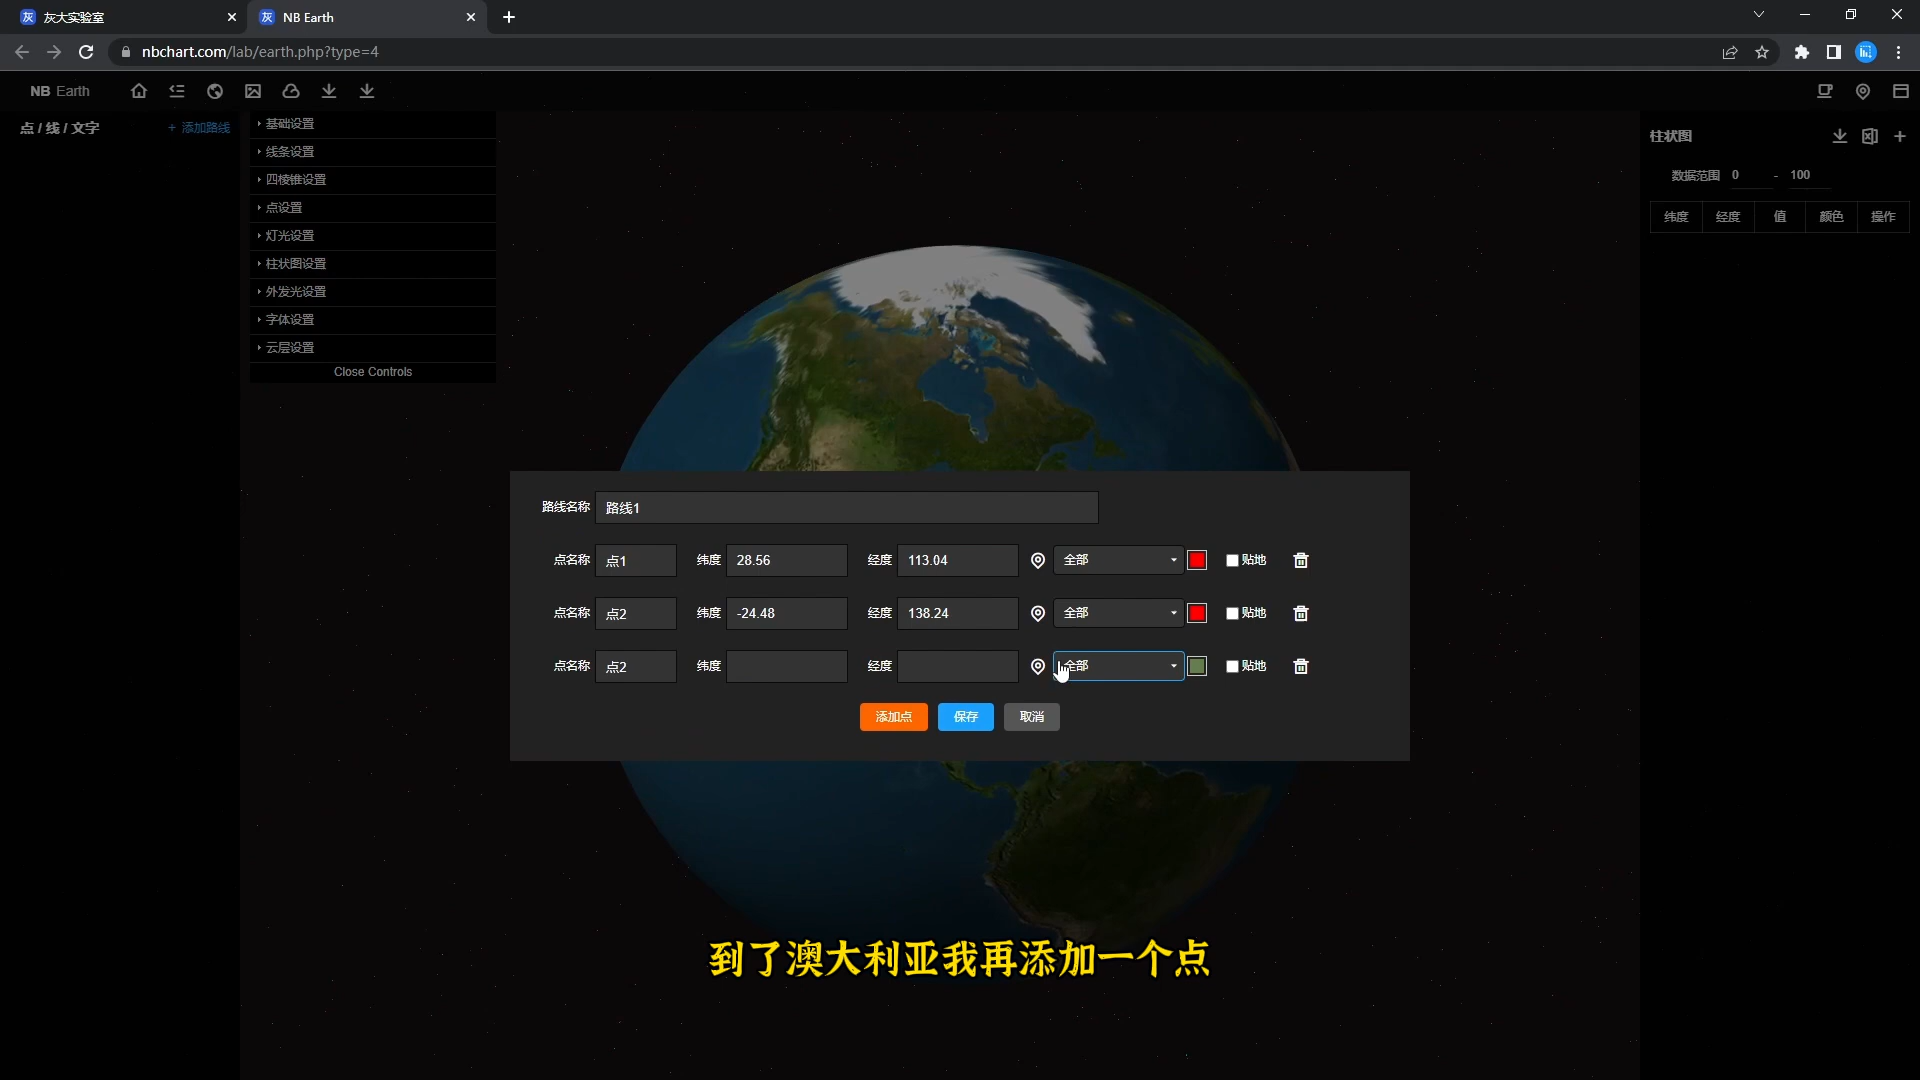 灰大实验室
NB Earth
nbchart.com/lab/earth.php?type=4
NB Earth
点 / 线 / 文字
+ 添加路线
基础设置
线条设置
四棱锥设置
点设置
灯光设置
柱状图设置
外发光设置
字体设置
云层设置
Close Controls
柱状图
数据范围 0 - 100
纬度 经度 值 颜色 操作
路线名称 路线1
点名称 点1 纬度 28.56 经度 113.04 全部 贴地
点名称 点2 纬度 -24.48 经度 138.24 全部 贴地
点名称 点2 纬度 经度 全部 贴地
添加点 保存 取消
到了澳大利亚我再添加一个点